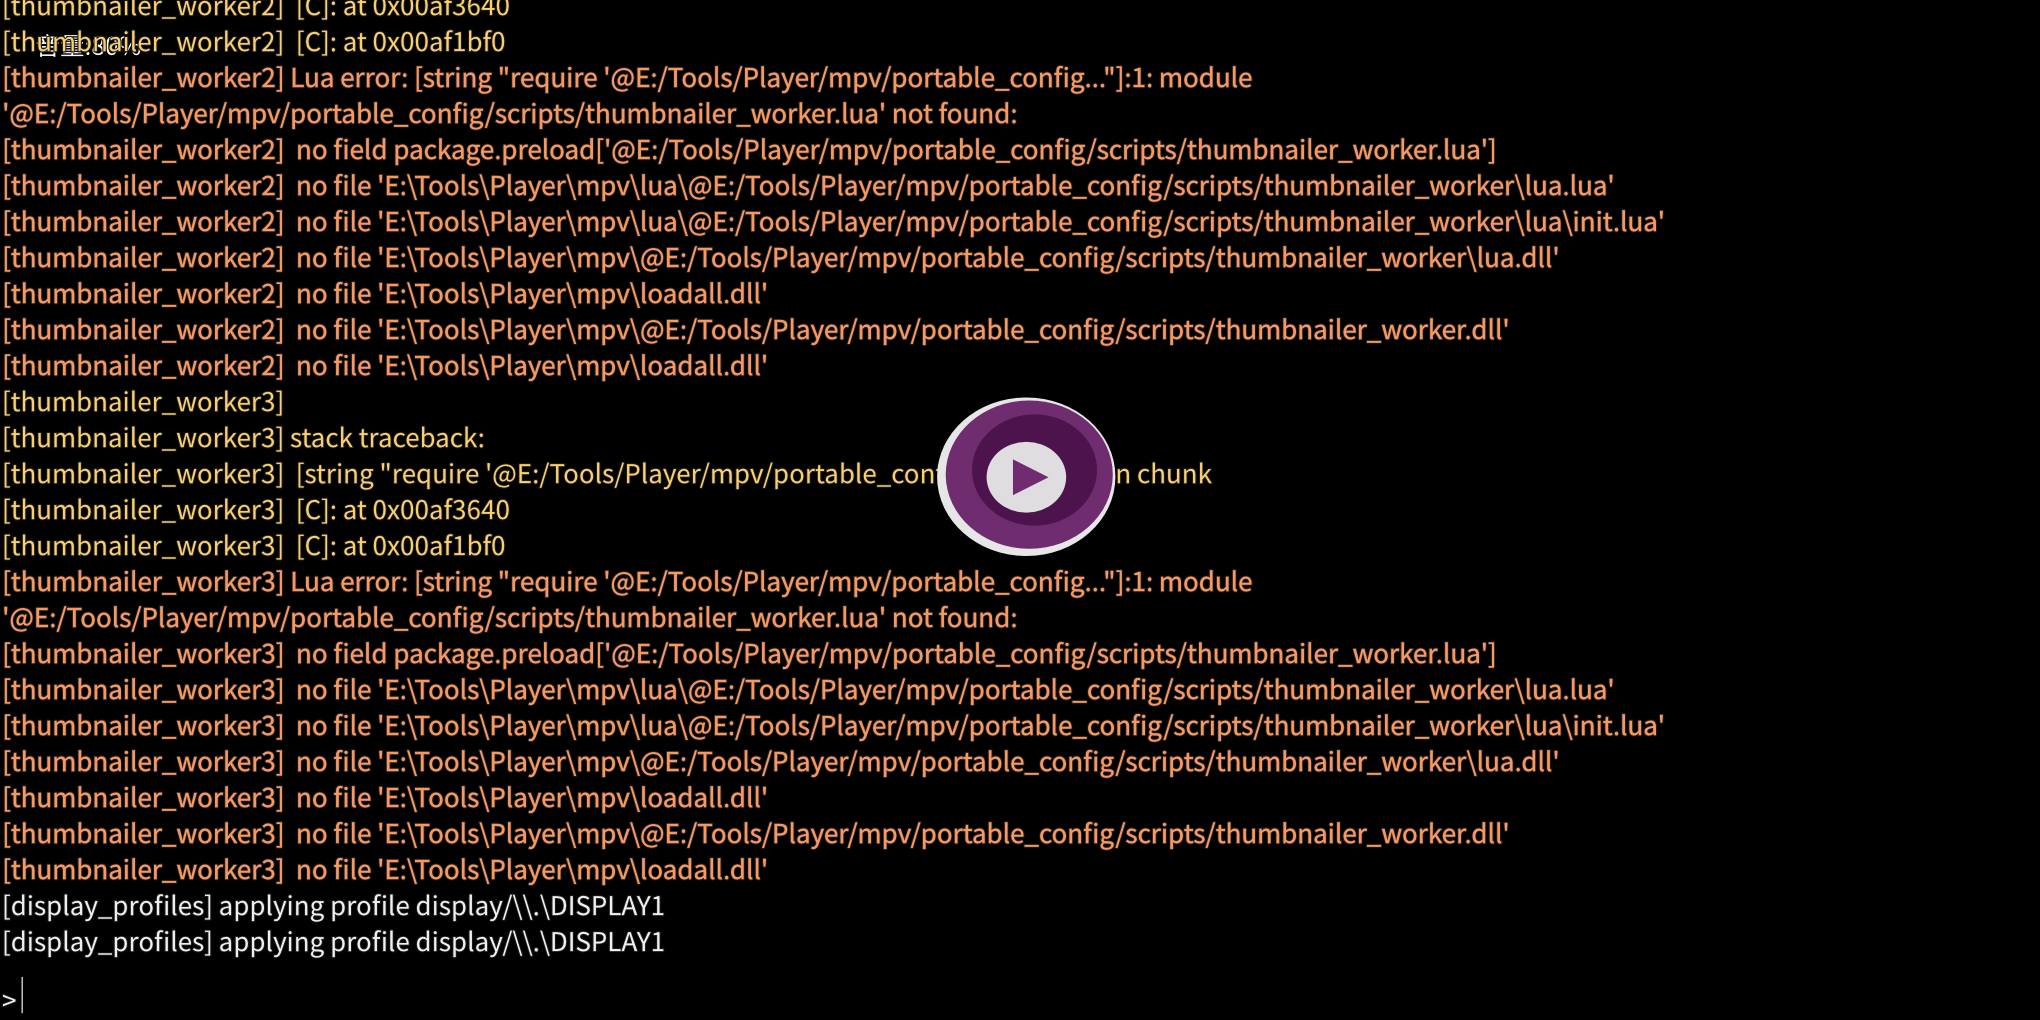 [thumbnailer_worker2]  [C]: at 0x00af3640
[thumbnailer_worker2]  [C]: at 0x00af1bf0
[thumbnailer_worker2] Lua error: [string "require '@E:/Tools/Player/mpv/portable_config..."]:1: module
'@E:/Tools/Player/mpv/portable_config/scripts/thumbnailer_worker.lua' not found:
[thumbnailer_worker2]  no field package.preload['@E:/Tools/Player/mpv/portable_config/scripts/thumbnailer_worker.lua']
[thumbnailer_worker2]  no file 'E:\Tools\Player\mpv\lua\@E:/Tools/Player/mpv/portable_config/scripts/thumbnailer_worker\lua.lua'
[thumbnailer_worker2]  no file 'E:\Tools\Player\mpv\lua\@E:/Tools/Player/mpv/portable_config/scripts/thumbnailer_worker\lua\init.lua'
[thumbnailer_worker2]  no file 'E:\Tools\Player\mpv\@E:/Tools/Player/mpv/portable_config/scripts/thumbnailer_worker\lua.dll'
[thumbnailer_worker2]  no file 'E:\Tools\Player\mpv\loadall.dll'
[thumbnailer_worker2]  no file 'E:\Tools\Player\mpv\@E:/Tools/Player/mpv/portable_config/scripts/thumbnailer_worker.dll'
[thumbnailer_worker2]  no file 'E:\Tools\Player\mpv\loadall.dll'
[thumbnailer_worker3]
[thumbnailer_worker3] stack traceback:
[thumbnailer_worker3]  [string "require '@E:/Tools/Player/mpv/portable_con n chunk
[thumbnailer_worker3]  [C]: at 0x00af3640
[thumbnailer_worker3]  [C]: at 0x00af1bf0
[thumbnailer_worker3] Lua error: [string "require '@E:/Tools/Player/mpv/portable_config..."]:1: module
'@E:/Tools/Player/mpv/portable_config/scripts/thumbnailer_worker.lua' not found:
[thumbnailer_worker3]  no field package.preload['@E:/Tools/Player/mpv/portable_config/scripts/thumbnailer_worker.lua']
[thumbnailer_worker3]  no file 'E:\Tools\Player\mpv\lua\@E:/Tools/Player/mpv/portable_config/scripts/thumbnailer_worker\lua.lua'
[thumbnailer_worker3]  no file 'E:\Tools\Player\mpv\lua\@E:/Tools/Player/mpv/portable_config/scripts/thumbnailer_worker\lua\init.lua'
[thumbnailer_worker3]  no file 'E:\Tools\Player\mpv\@E:/Tools/Player/mpv/portable_config/scripts/thumbnailer_worker\lua.dll'
[thumbnailer_worker3]  no file 'E:\Tools\Player\mpv\loadall.dll'
[thumbnailer_worker3]  no file 'E:\Tools\Player\mpv\@E:/Tools/Player/mpv/portable_config/scripts/thumbnailer_worker.dll'
[thumbnailer_worker3]  no file 'E:\Tools\Player\mpv\loadall.dll'
[display_profiles] applying profile display/\\.\DISPLAY1
[display_profiles] applying profile display/\\.\DISPLAY1
>